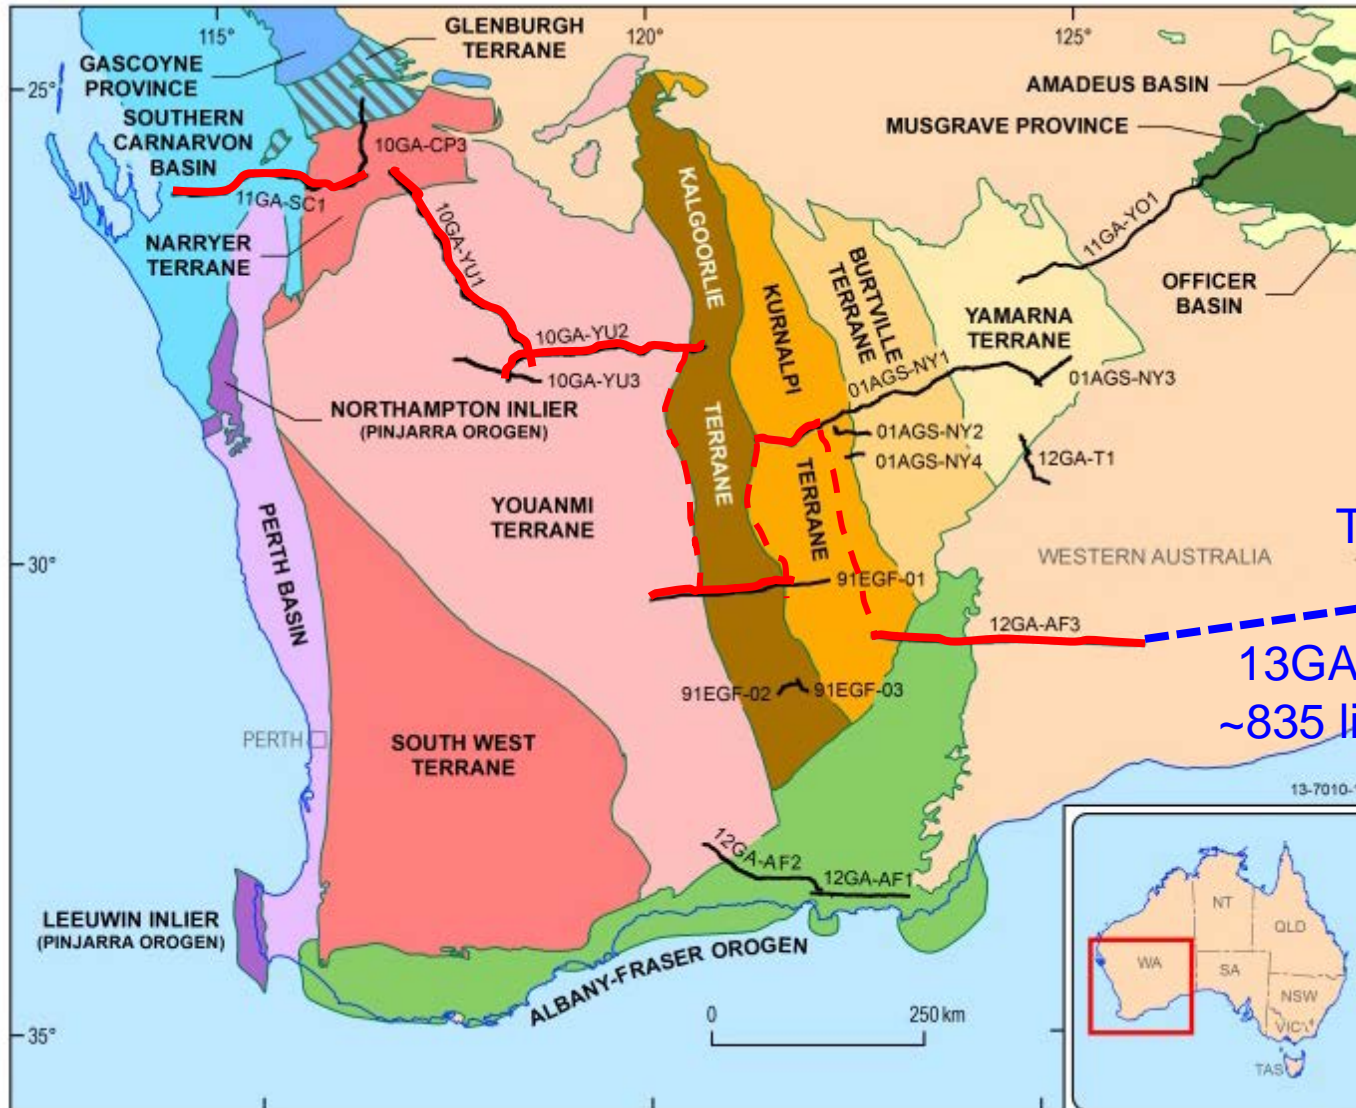 115°
120°
125°
25°
30°
35°
GLENBURGH
TERRANE
GASCOYNE
PROVINCE
SOUTHERN
CARNARVON
BASIN
10GA-CP3
11GA-SC1
NARRYER
TERRANE
10GA-YU1
10GA-YU2
10GA-YU3
NORTHAMPTON INLIER
(PINJARRA OROGEN)
KALGOORLIE
TERRANE
KURNALPI
TERRANE
BURTVILLE
TERRANE
YAMARNA
TERRANE
AMADEUS BASIN
MUSGRAVE PROVINCE
11GA-YO1
OFFICER
BASIN
01AGS-NY1
01AGS-NY3
01AGS-NY2
01AGS-NY4
12GA-T1
YOUANMI
TERRANE
PERTH BASIN
WESTERN AUSTRALIA
T
91EGF-01
12GA-AF3
13GA
~835 li
91EGF-02
91EGF-03
PERTH
SOUTH WEST
TERRANE
13-7010-1
12GA-AF2
12GA-AF1
LEEUWIN INLIER
(PINJARRA OROGEN)
ALBANY-FRASER OROGEN
0
250 km
NT
QLD
WA
SA
NSW
VIC
TAS